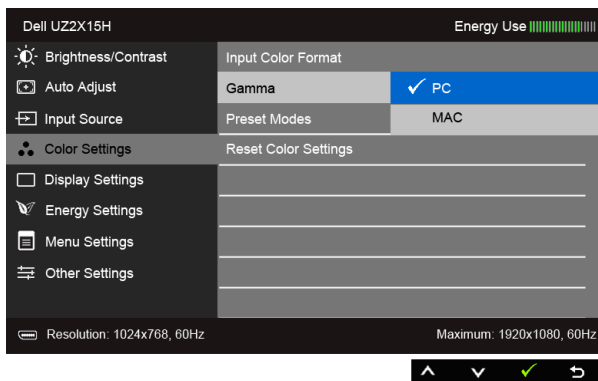 Dell UZ2X15H Energy Use
Brightness/Contrast Input Color Format
Auto Adjust Gamma PC
Input Source Preset Modes MAC
Color Settings Reset Color Settings
Display Settings
Energy Settings
Menu Settings
Other Settings
Resolution: 1024x768, 60Hz Maximum: 1920x1080, 60Hz